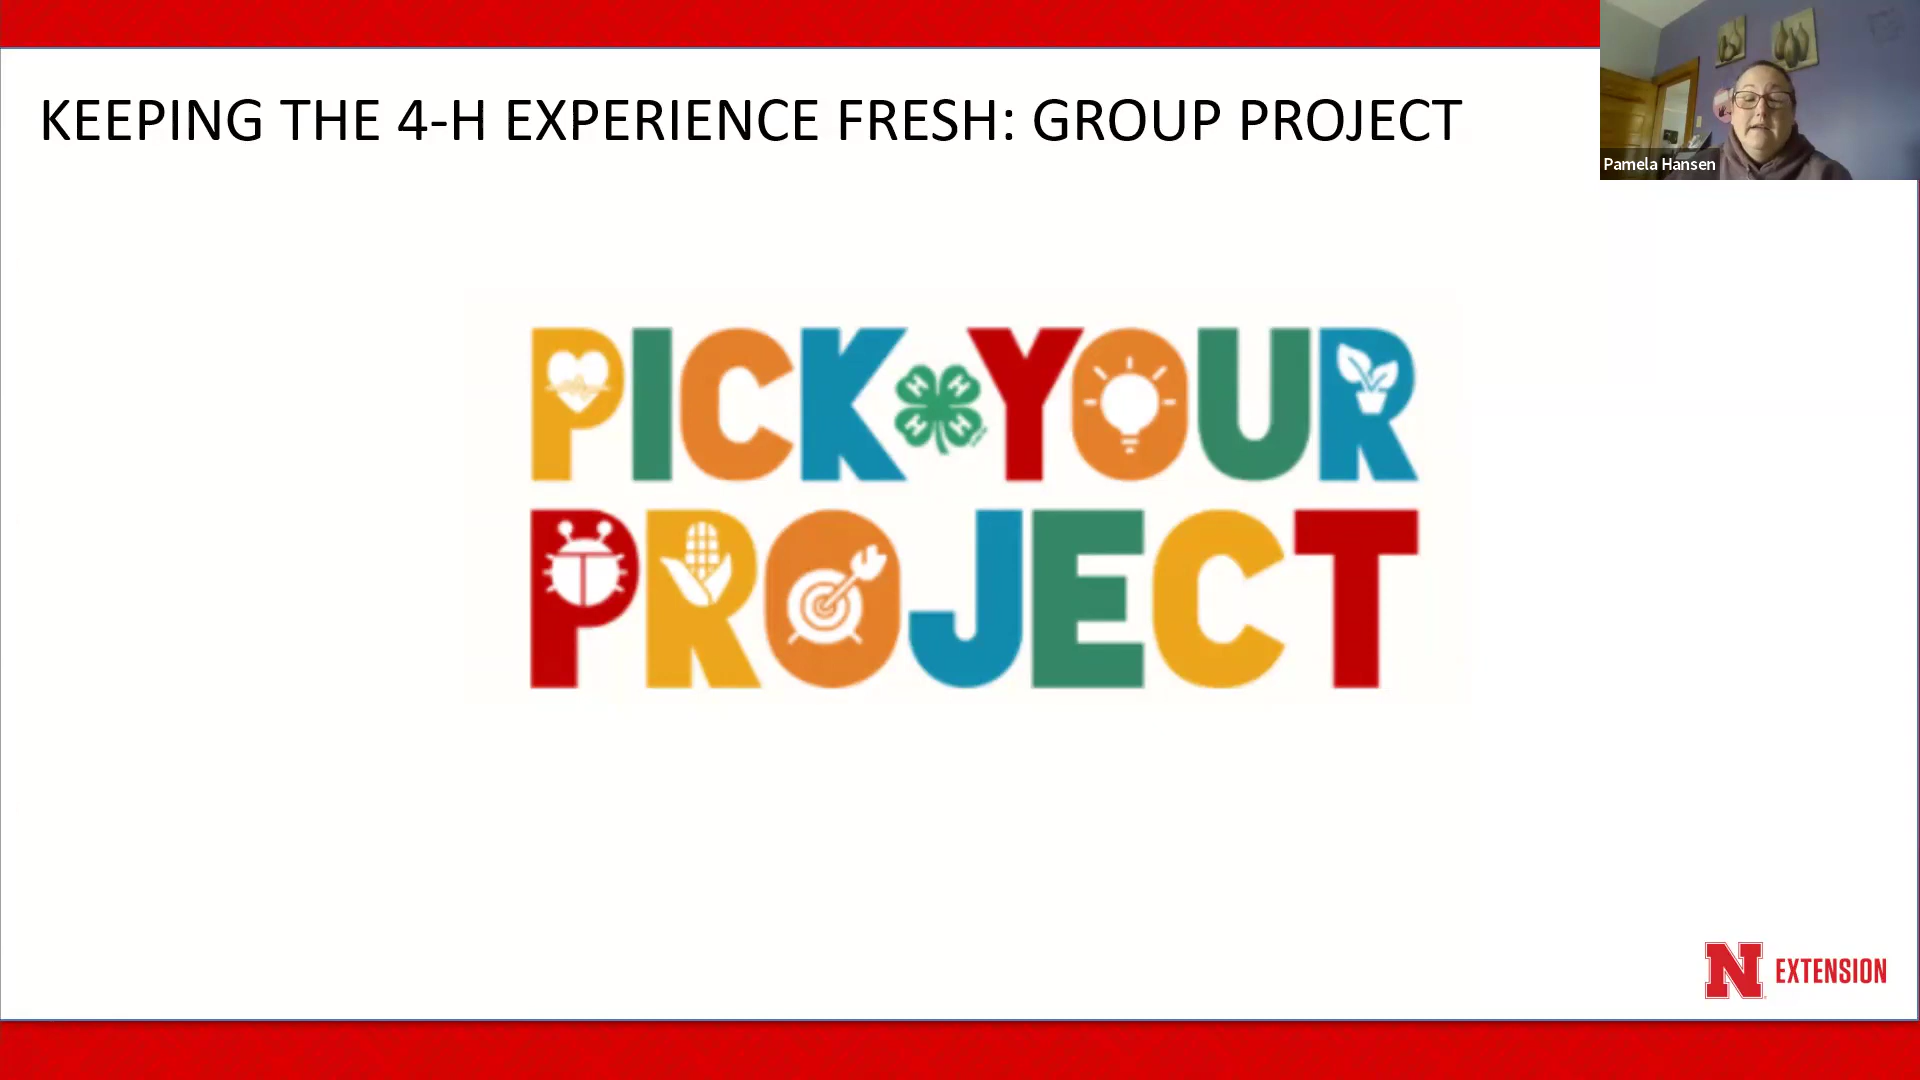 KEEPING THE 4-H EXPERIENCE FRESH: GROUP PROJECT
Pamela Hansen
PICK YOUR
H H H H
PROJECT
N EXTENSION